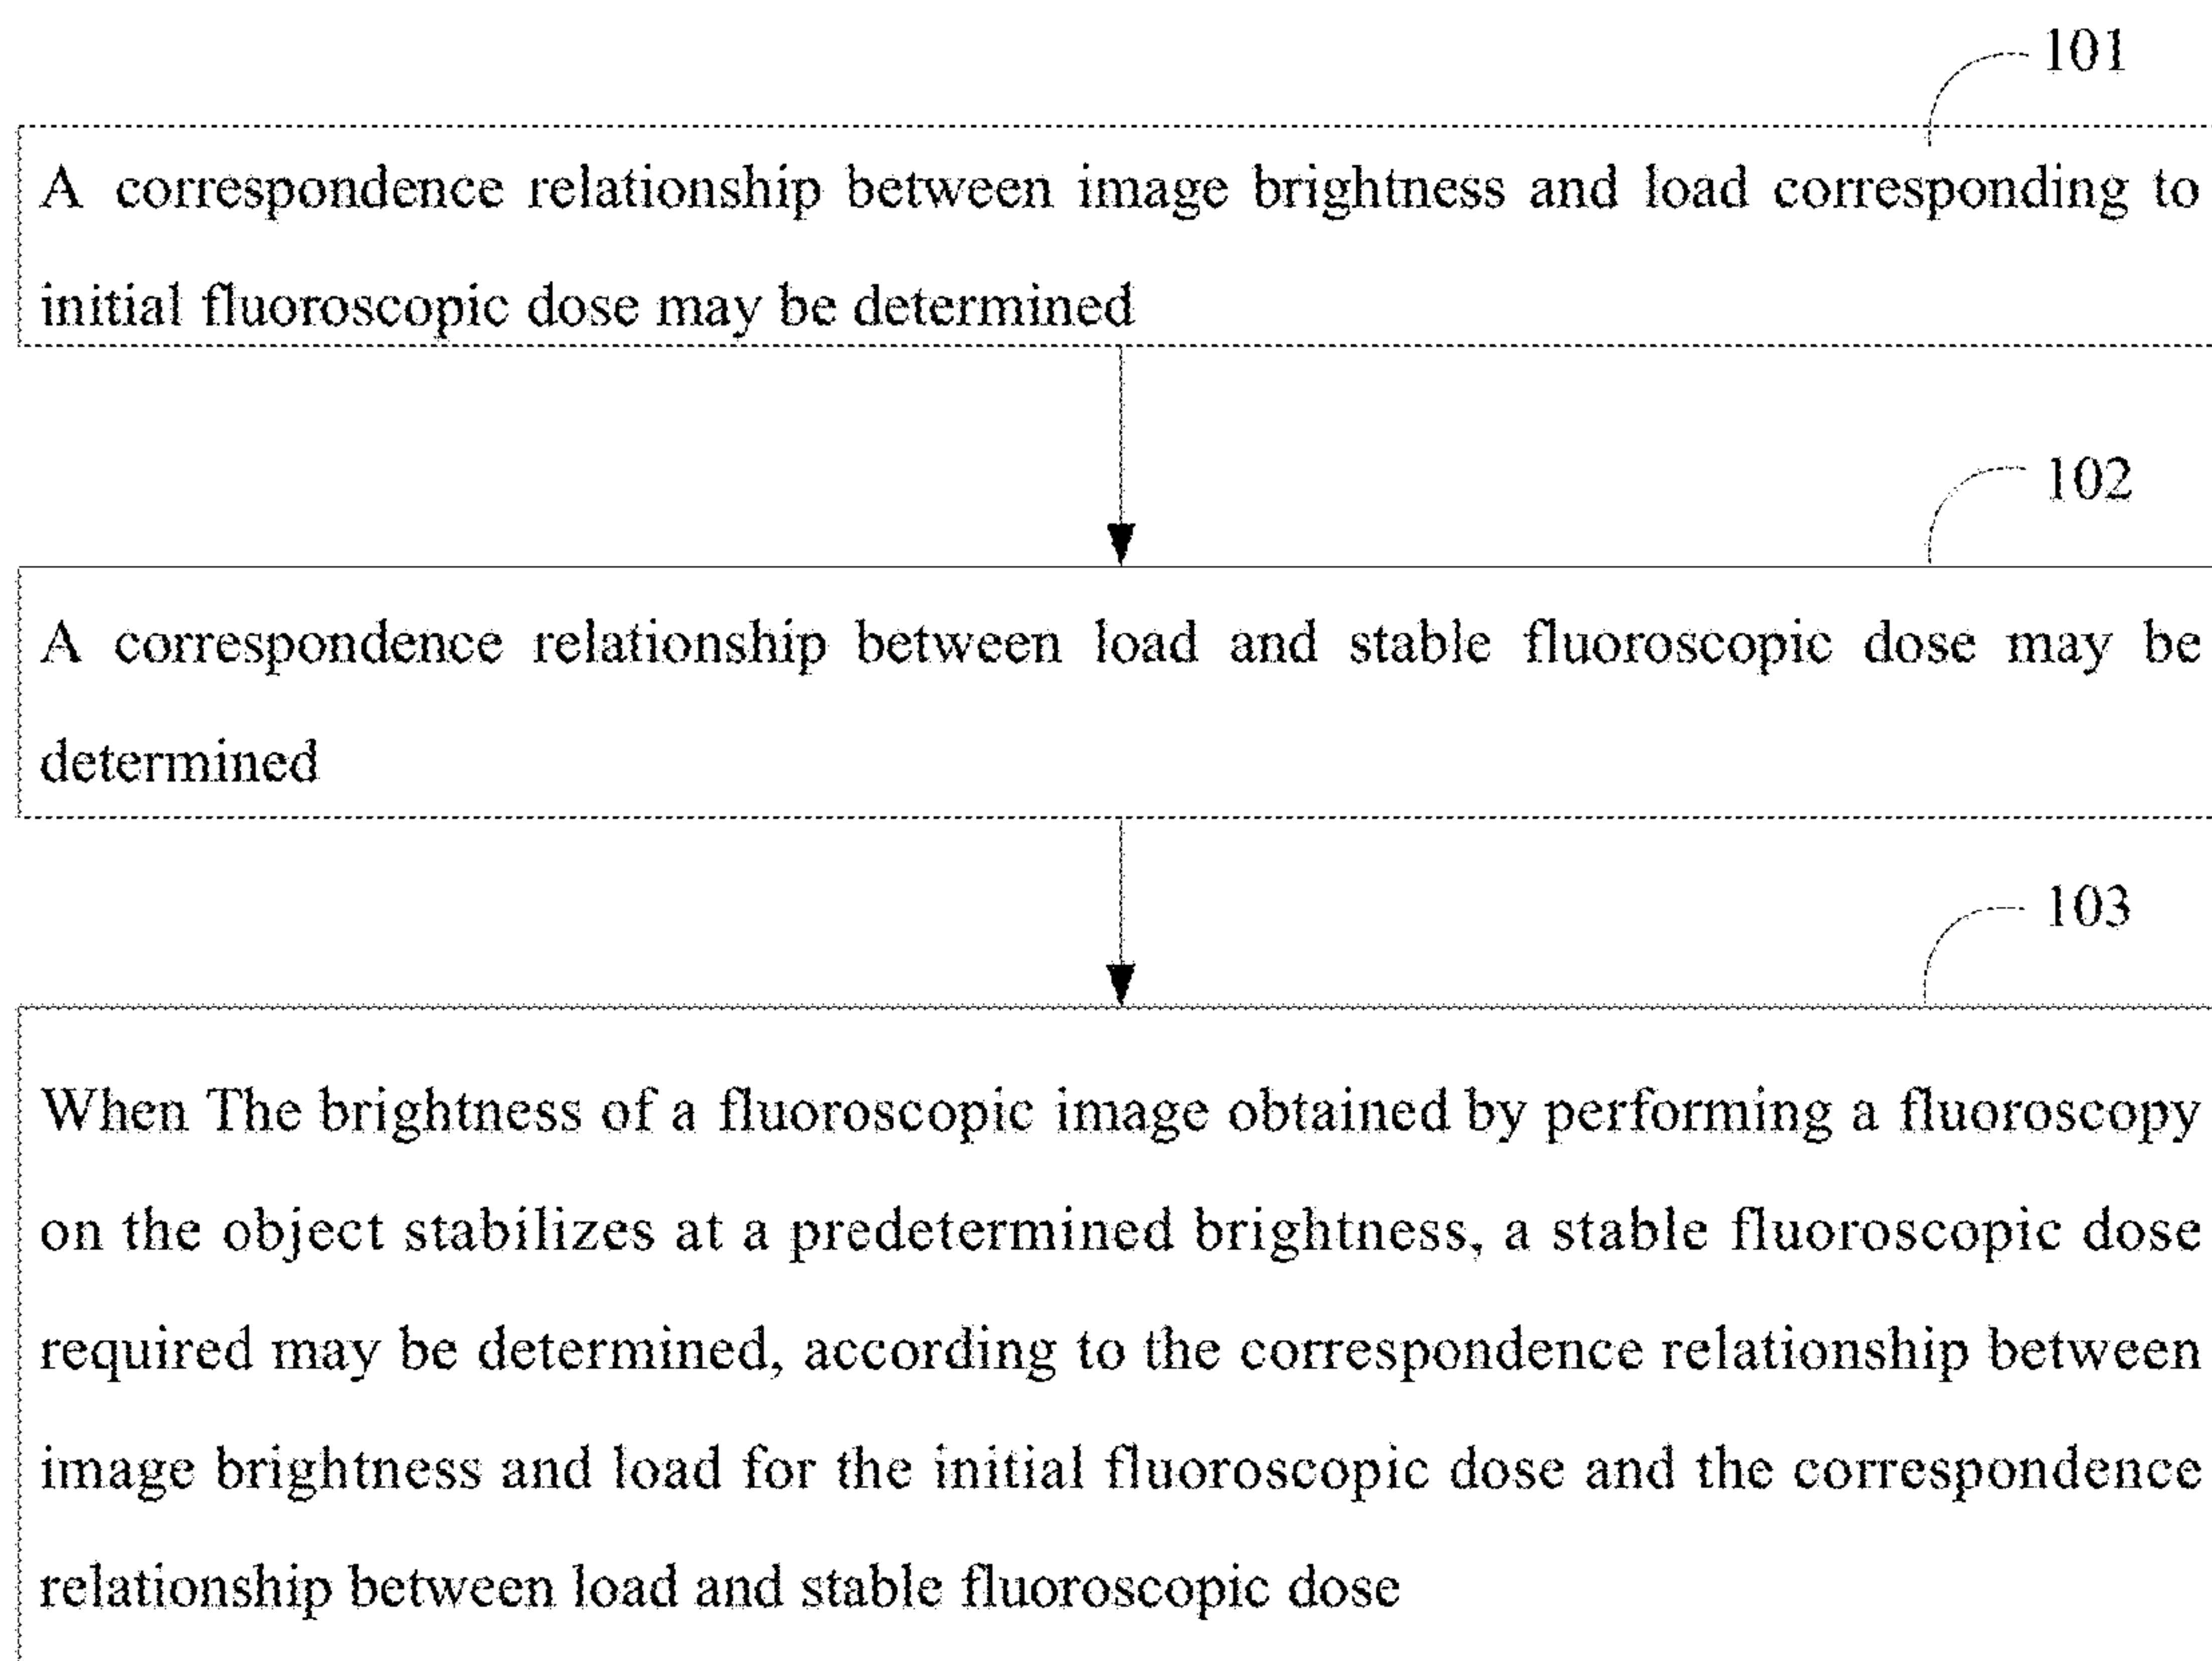 101
A correspondence relationship between image brightness and load corresponding to
initial fluoroscopic dose may be determined
102
A correspondence relationship between load and stable fluoroscopic dose may be
determined
103
When The brightness of a fluoroscopic image obtained by performing a fluoroscopy
on the object stabilizes at a predetermined brightness, a stable fluoroscopic dose
required may be determined, according to the correspondence relationship between
image brightness and load for the initial fluoroscopic dose and the correspondence
relationship between load and stable fluoroscopic dose